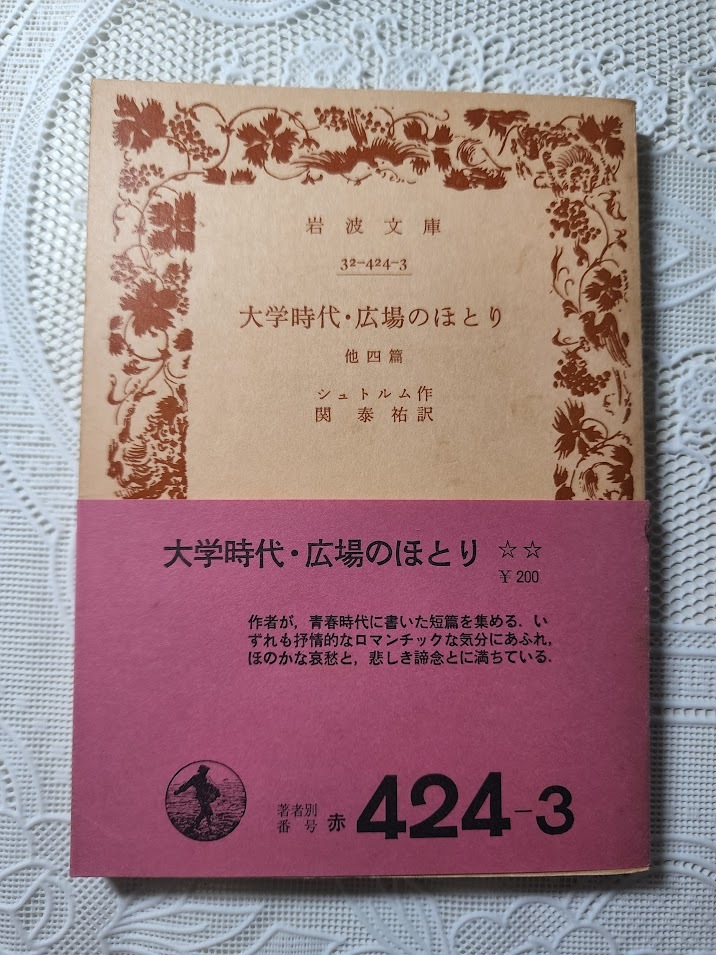 岩波文庫
32-424-3
大学時代・広場のほとり
他四篇
シュトルム作
関泰祐訳
大学時代・広場のほとり ☆☆
¥200
作者が，青春時代に書いた短篇を集める．い
ずれも抒情的なロマンチックな気分にあふれ，
ほのかな哀愁と，悲しき諦念とに満ちている．
著者別
番号 赤 424-3